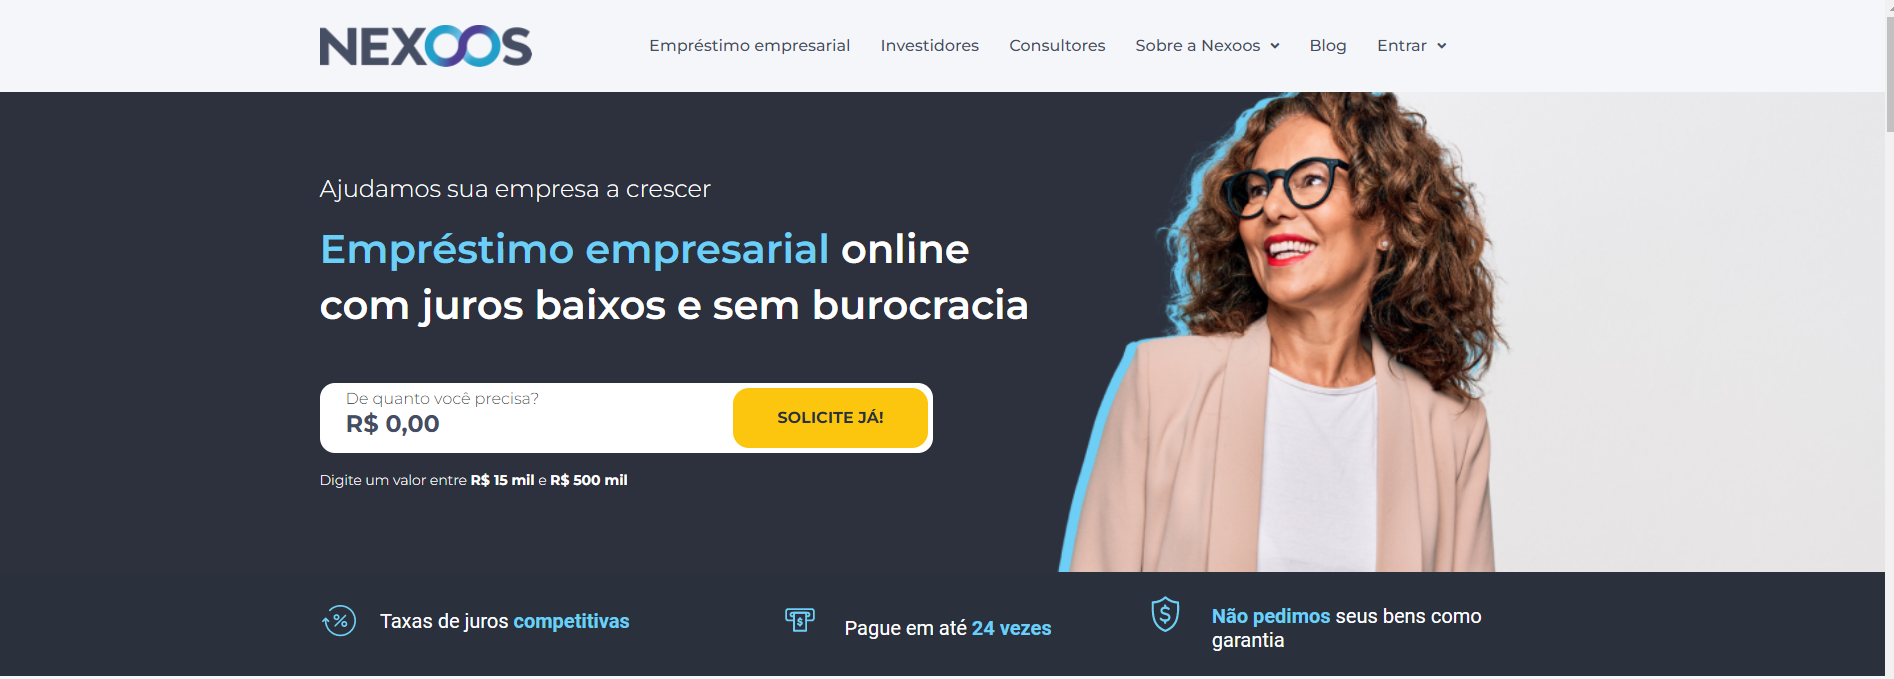 NEXOOS
Empréstimo empresarial Investidores Consultores Sobre a Nexoos Blog Entrar
Ajudamos sua empresa a crescer
Empréstimo empresarial online
com juros baixos e sem burocracia
De quanto você precisa?
R$ 0,00
SOLICITE JÁ!
Digite um valor entre R$ 15 mil e R$ 500 mil
Taxas de juros competitivas
Pague em até 24 vezes
Não pedimos seus bens como
garantia